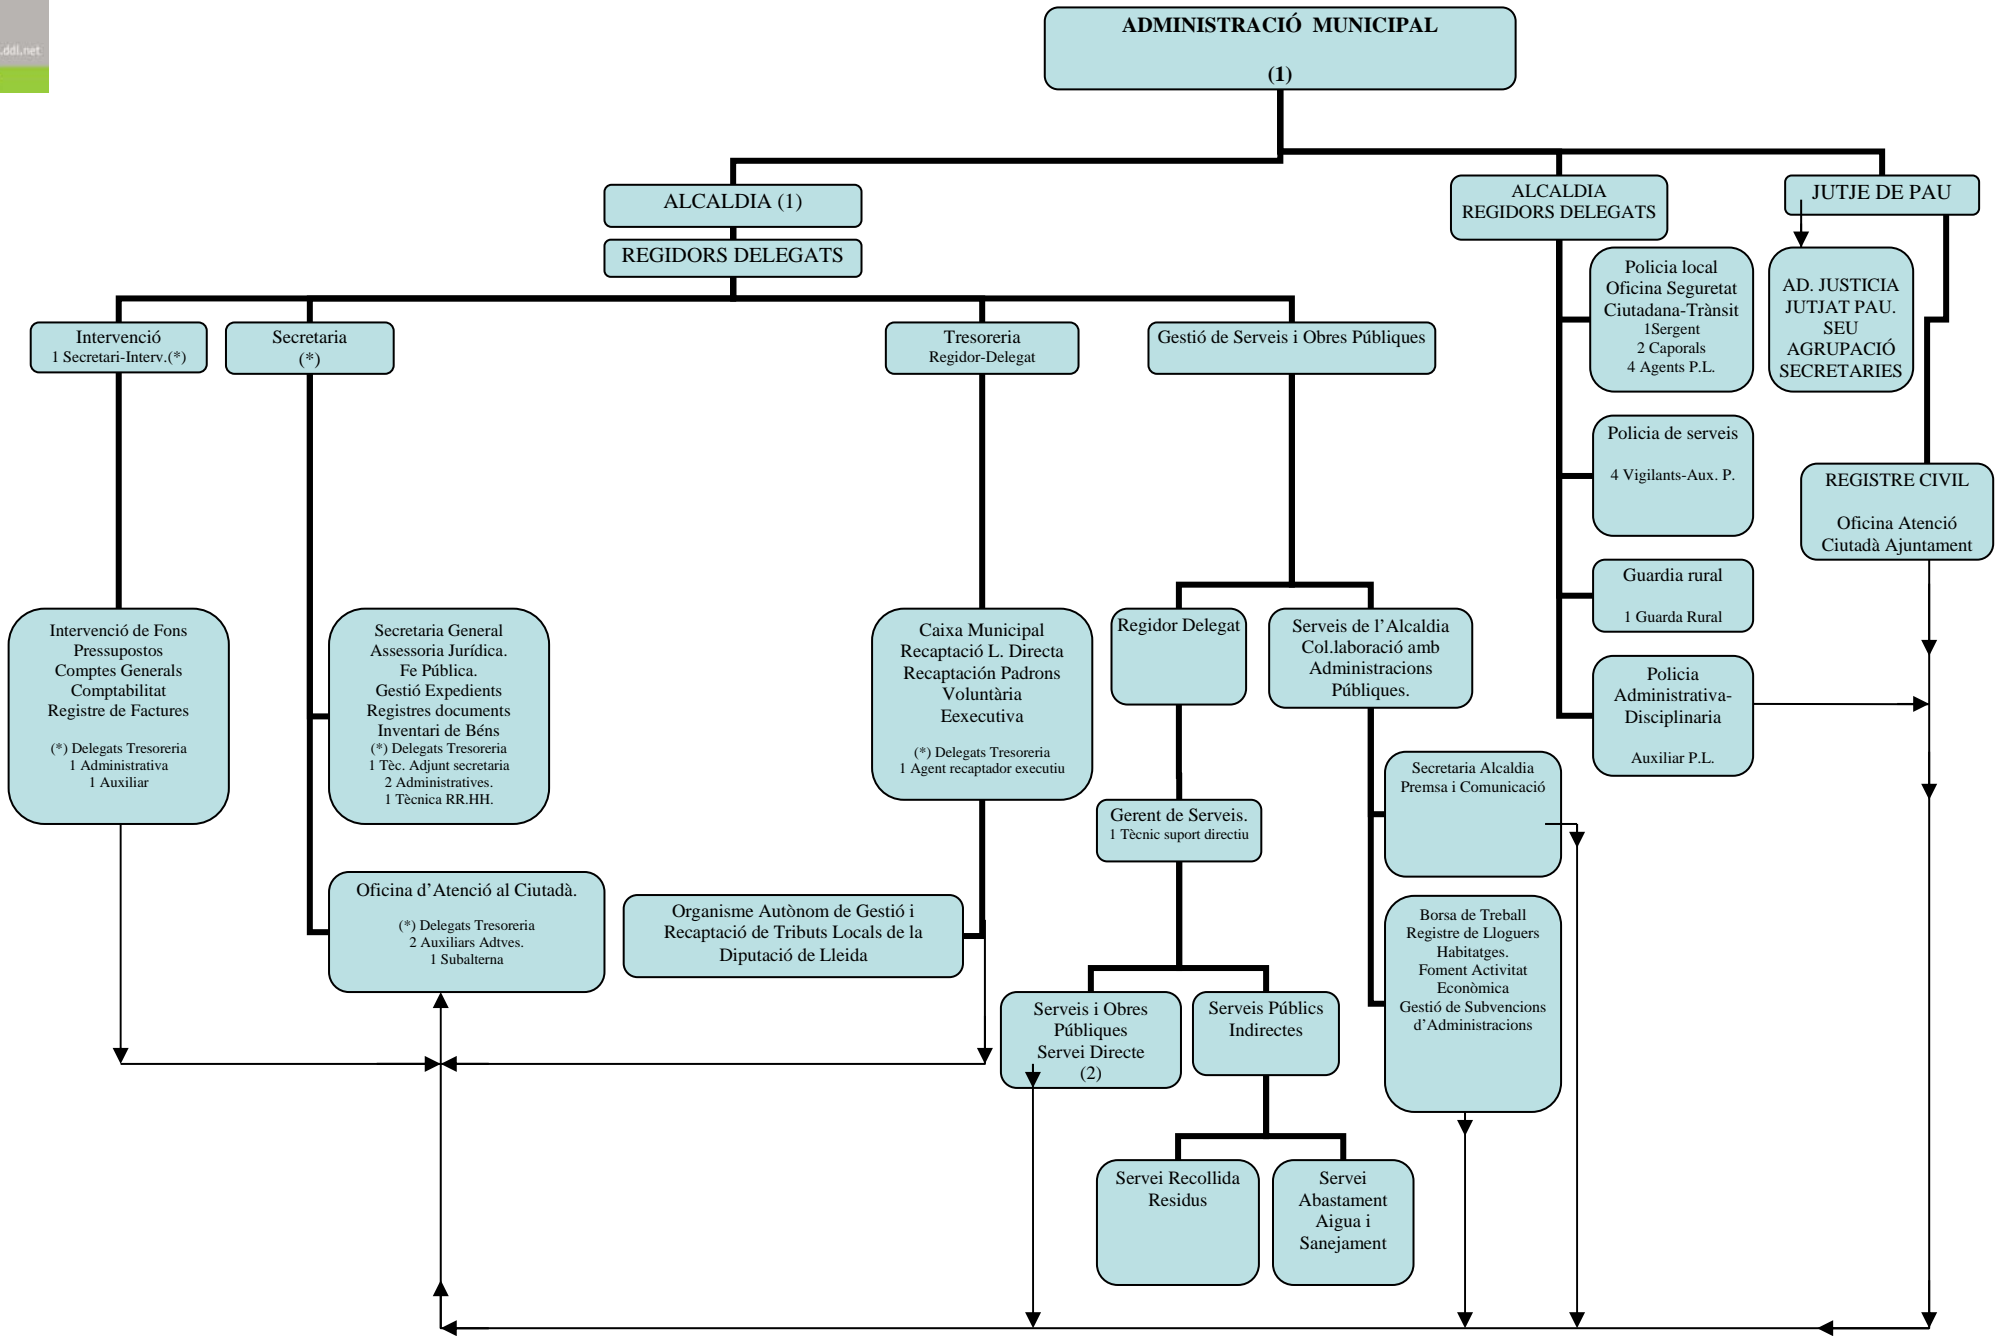 .ddl.net
ADMINISTRACIÓ MUNICIPAL
(1)
ALCALDIA (1)
REGIDORS DELEGATS
ALCALDIA
REGIDORS DELEGATS
JUTJE DE PAU
Intervenció
1 Secretari-Interv.(*)
Secretaria
(*)
Tresoreria
Regidor-Delegat
Gestió de Serveis i Obres Públiques
Policia local
Oficina Seguretat
Ciutadana-Trànsit
1Sergent
2 Caporals
4 Agents P.L.
AD. JUSTICIA
JUTJAT PAU.
SEU
AGRUPACIÓ
SECRETARIES
Policia de serveis
4 Vigilants-Aux. P.
REGISTRE CIVIL
Oficina Atenció
Ciutadà Ajuntament
Guardia rural
1 Guarda Rural
Intervenció de Fons
Pressupostos
Comptes Generals
Comptabilitat
Registre de Factures
(*) Delegats Tresoreria
1 Administrativa
1 Auxiliar
Secretaria General
Assessoria Jurídica.
Fe Pública.
Gestió Expedients
Registres documents
Inventari de Béns
(*) Delegats Tresoreria
1 Tèc. Adjunt secretaria
2 Administratives.
1 Tècnica RR.HH.
Caixa Municipal
Recaptació L. Directa
Recaptación Padrons
Voluntària
Eexecutiva
(*) Delegats Tresoreria
1 Agent recaptador executiu
Regidor Delegat
Serveis de l’Alcaldia
Col.laboració amb
Administracions
Públiques.
Policia
Administrativa-
Disciplinaria
Auxiliar P.L.
Secretaria Alcaldia
Premsa i Comunicació
Gerent de Serveis.
1 Tècnic suport directiu
Oficina d’Atenció al Ciutadà.
(*) Delegats Tresoreria
2 Auxiliars Adtves.
1 Subalterna
Organisme Autònom de Gestió i
Recaptació de Tributs Locals de la
Diputació de Lleida
Borsa de Treball
Registre de Lloguers
Habitatges.
Foment Activitat
Econòmica
Gestió de Subvencions
d’Administracions
Serveis i Obres
Públiques
Servei Directe
(2)
Serveis Públics
Indirectes
Servei Recollida
Residus
Servei
Abastament
Aigua i
Sanejament